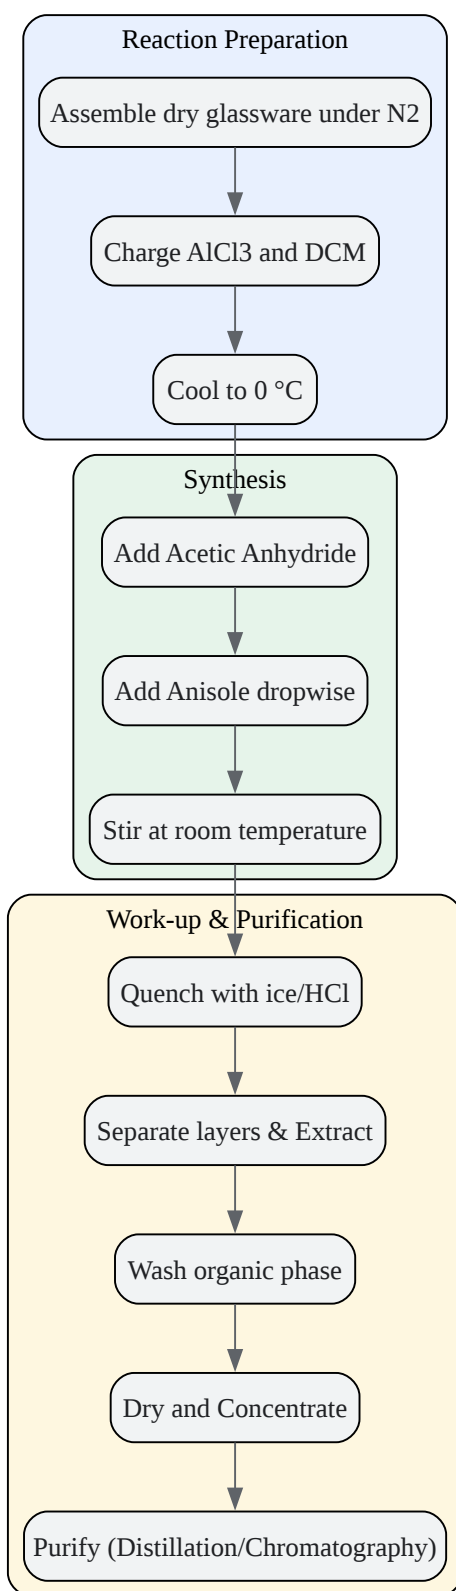 Reaction Preparation
Assemble dry glassware under N2
Charge AlCl3 and DCM
Cool to 0 °C
Synthesis
Add Acetic Anhydride
Add Anisole dropwise
Stir at room temperature
Work-up & Purification
Quench with ice/HCl
Separate layers & Extract
Wash organic phase
Dry and Concentrate
Purify (Distillation/Chromatography)